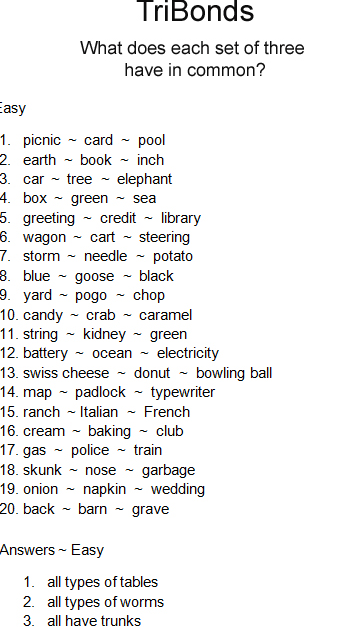 TriBonds
What does each set of three
have in common?
Easy
1. picnic ~ card ~ pool
2. earth ~ book ~ inch
3. car ~ tree ~ elephant
4. box ~ green ~ sea
5. greeting ~ credit ~ library
6. wagon ~ cart ~ steering
7. storm ~ needle ~ potato
8. blue ~ goose ~ black
9. yard ~ pogo ~ chop
10. candy ~ crab ~ caramel
11. string ~ kidney ~ green
12. battery ~ ocean ~ electricity
13. swiss cheese ~ donut ~ bowling ball
14. map ~ padlock ~ typewriter
15. ranch ~ Italian ~ French
16. cream ~ baking ~ club
17. gas ~ police ~ train
18. skunk ~ nose ~ garbage
19. onion ~ napkin ~ wedding
20. back ~ barn ~ grave
Answers ~ Easy
1. all types of tables
2. all types of worms
3. all have trunks